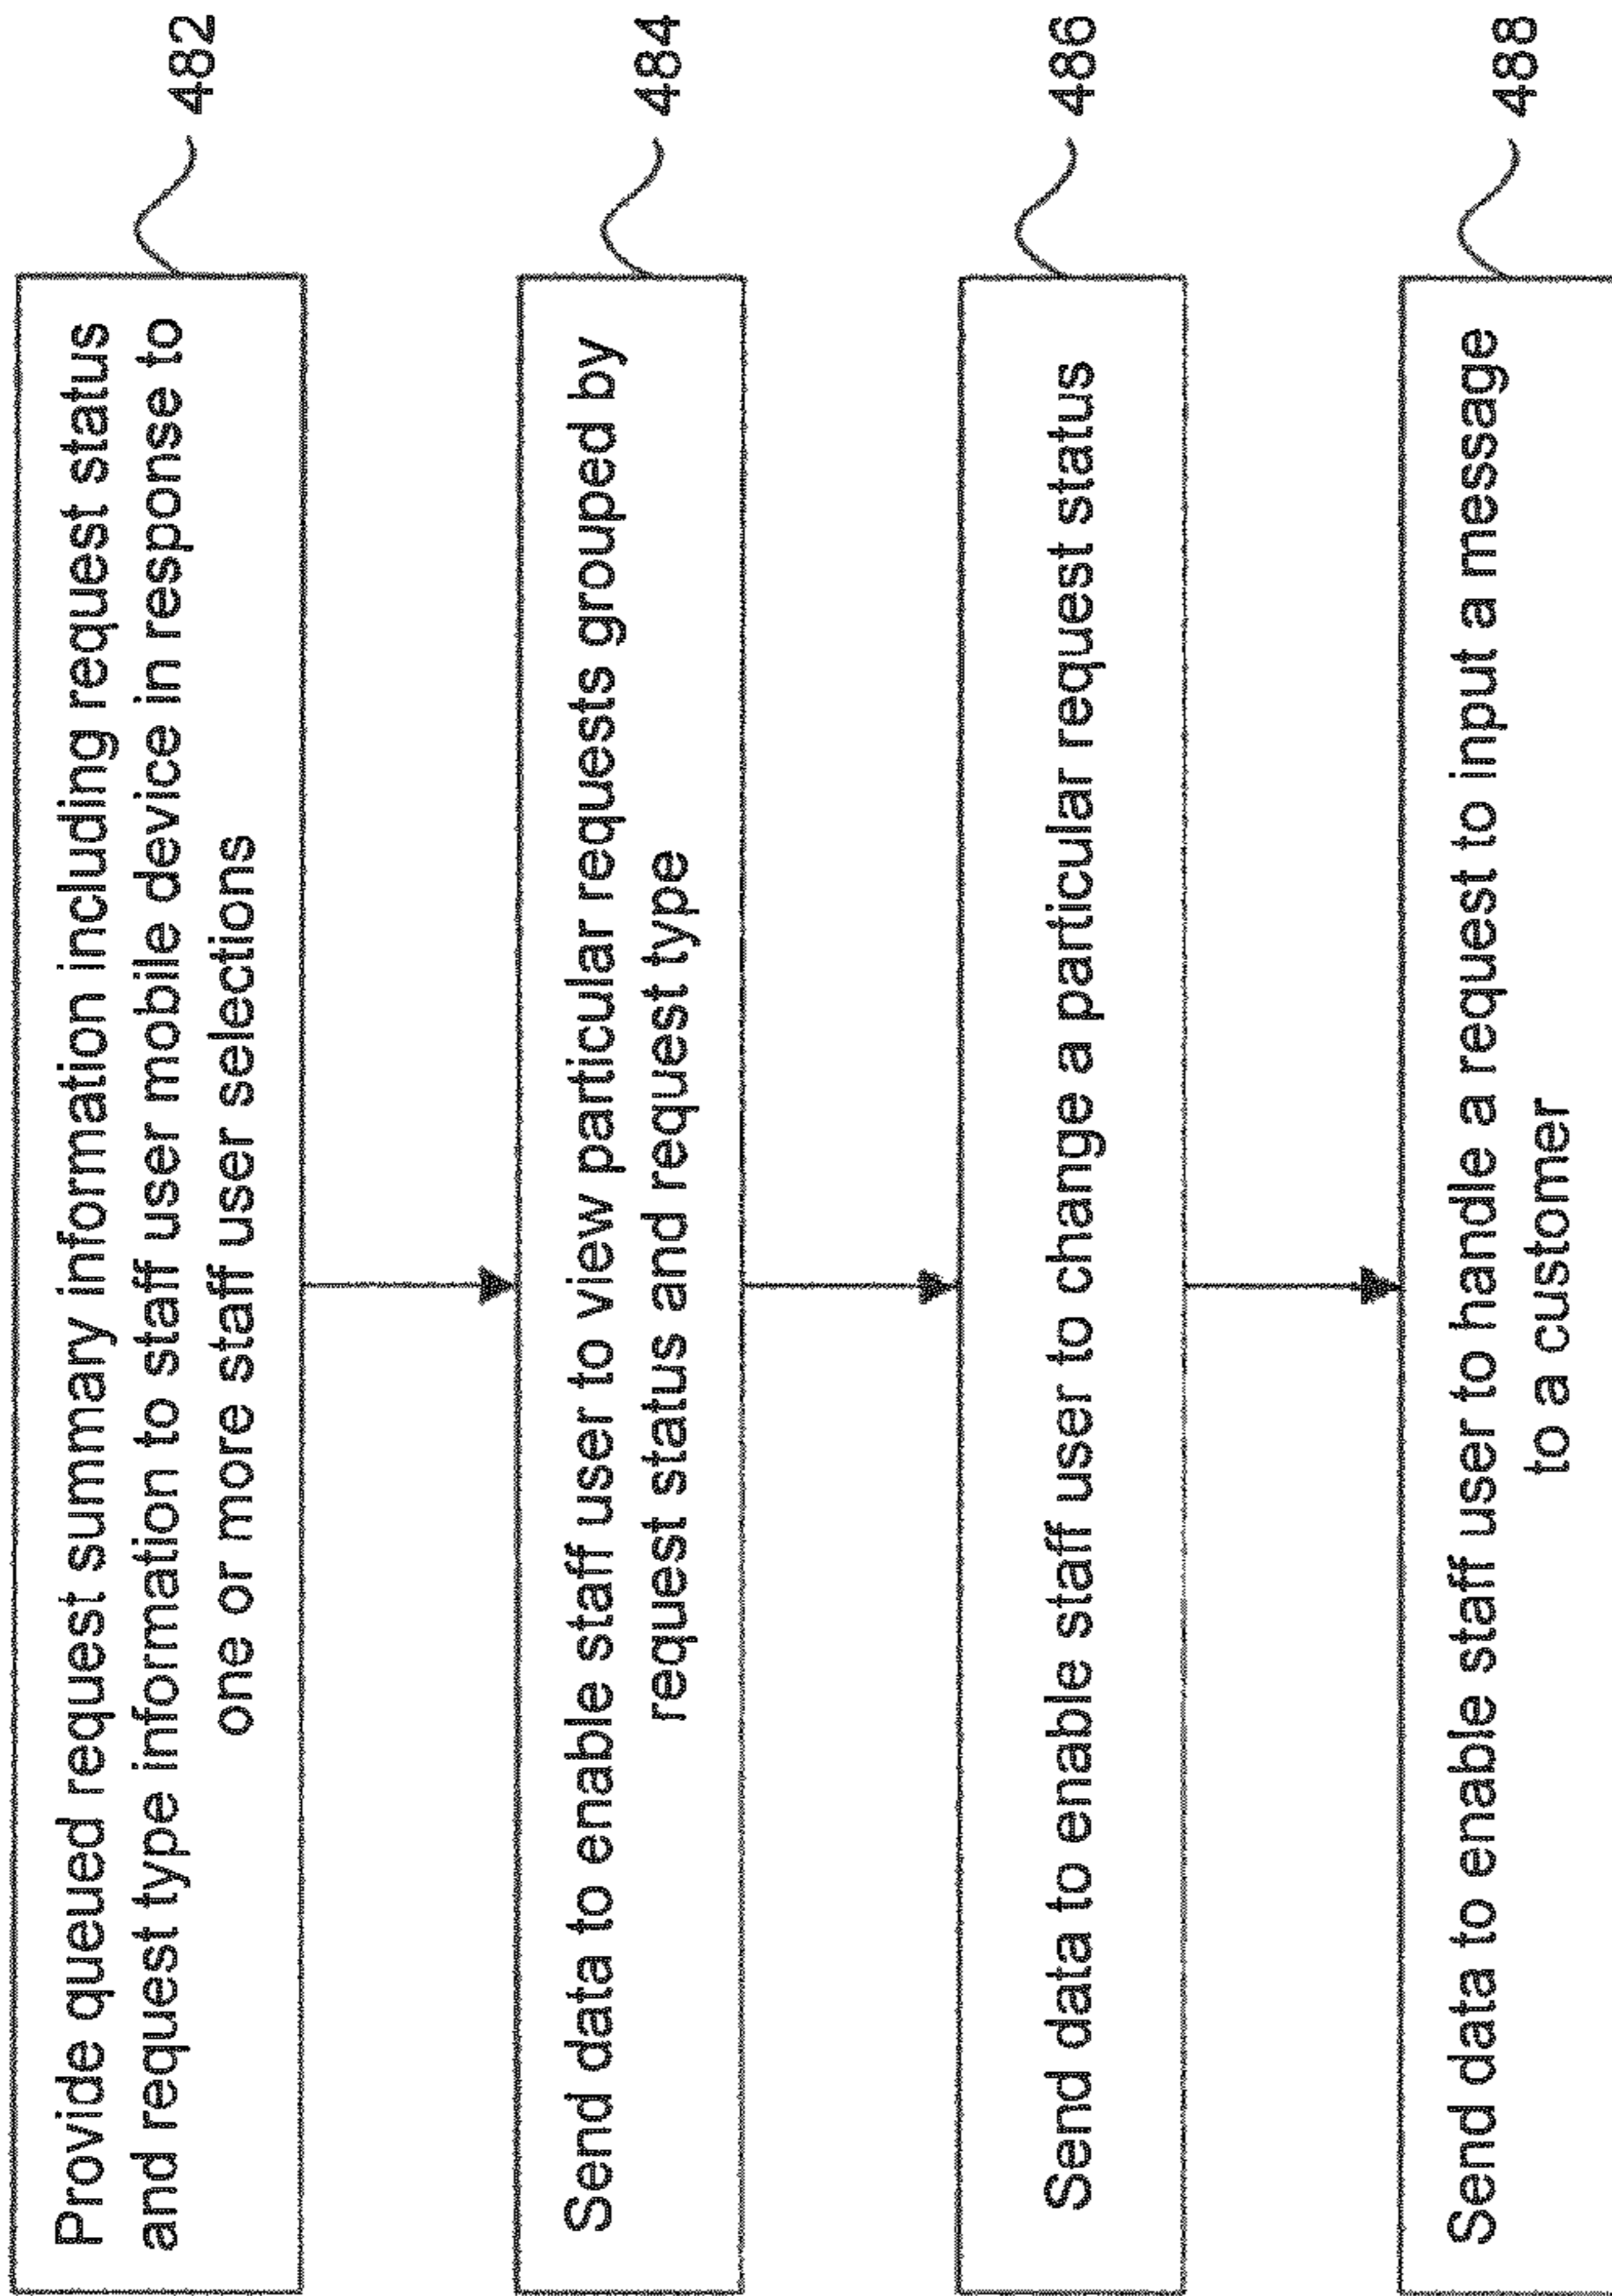 Provide queued request summary information including request status
and request type information to staff user mobile device in response to
one or more staff user selections
482
Send data to enable staff user to view particular requests grouped by
request status and request type
484
Send data to enable staff user to change a particular request status
486
Send data to enable staff user to handle a request to input a message
to a customer
488